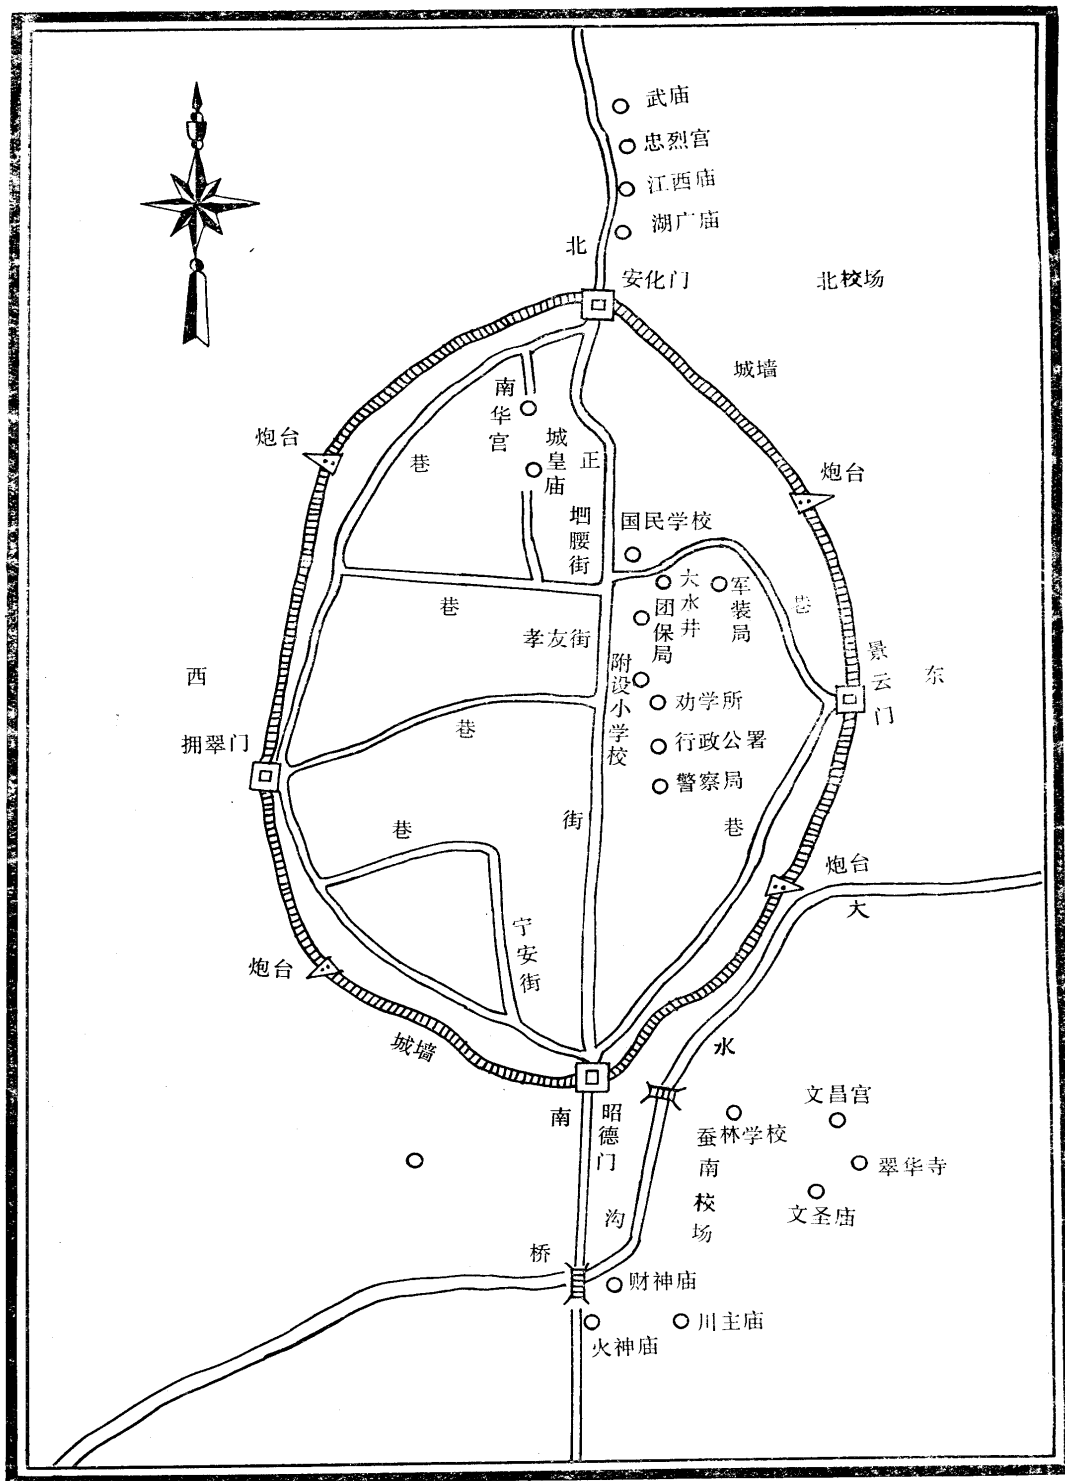 武庙
忠烈宫
江西庙
湖广庙
北
安化门
北校场
城墙
南华宫
炮台
巷
城皇庙
正
炮台
国民学校
腰街
大水井
军装局
巷
团保局
巷
孝友街
附设小学校
景云门
东
西
劝学所
巷
拥翠门
行政公署
警察局
街
巷
巷
炮台
大
宁安街
炮台
城墙
水
南
昭德门
文昌宫
蚕林学校
翠华寺
南校场
文圣庙
沟
桥
财神庙
川主庙
火神庙